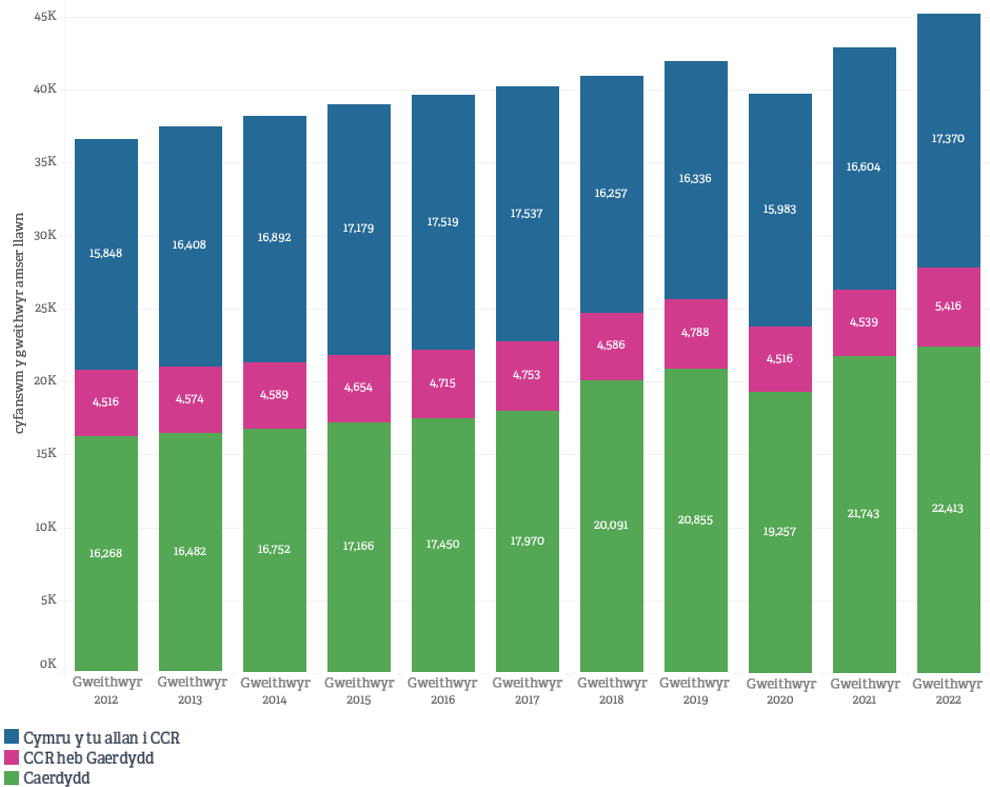 cyfanswm y gweithwyr amser llawn
45K
40K
35K
30K
25K
20K
15K
10K
5K
0K
15,848
16,408
16,892
17,179
17,519
17,537
16,257
16,336
15,983
16,604
17,370
4,516
4,574
4,589
4,654
4,715
4,753
4,586
4,788
4,516
4,539
5,416
16,268
16,482
16,752
17,166
17,450
17,970
20,091
20,855
19,257
21,743
22,413
Gweithwyr
2012
Gweithwyr
2013
Gweithwyr
2014
Gweithwyr
2015
Gweithwyr
2016
Gweithwyr
2017
Gweithwyr
2018
Gweithwyr
2019
Gweithwyr
2020
Gweithwyr
2021
Gweithwyr
2022
Cymru y tu allan i CCR
CCR heb Gaerdydd
Caerdydd